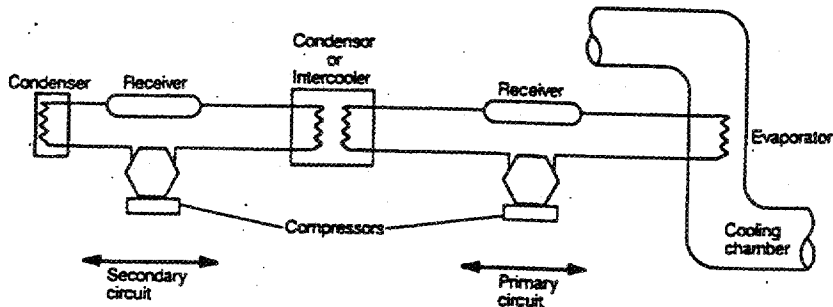 Condenser
Receiver
Condensor
or
Intercooler
Receiver
Evaporator
Compressors
Cooling
chamber
Secondary
circuit
Primary
circuit